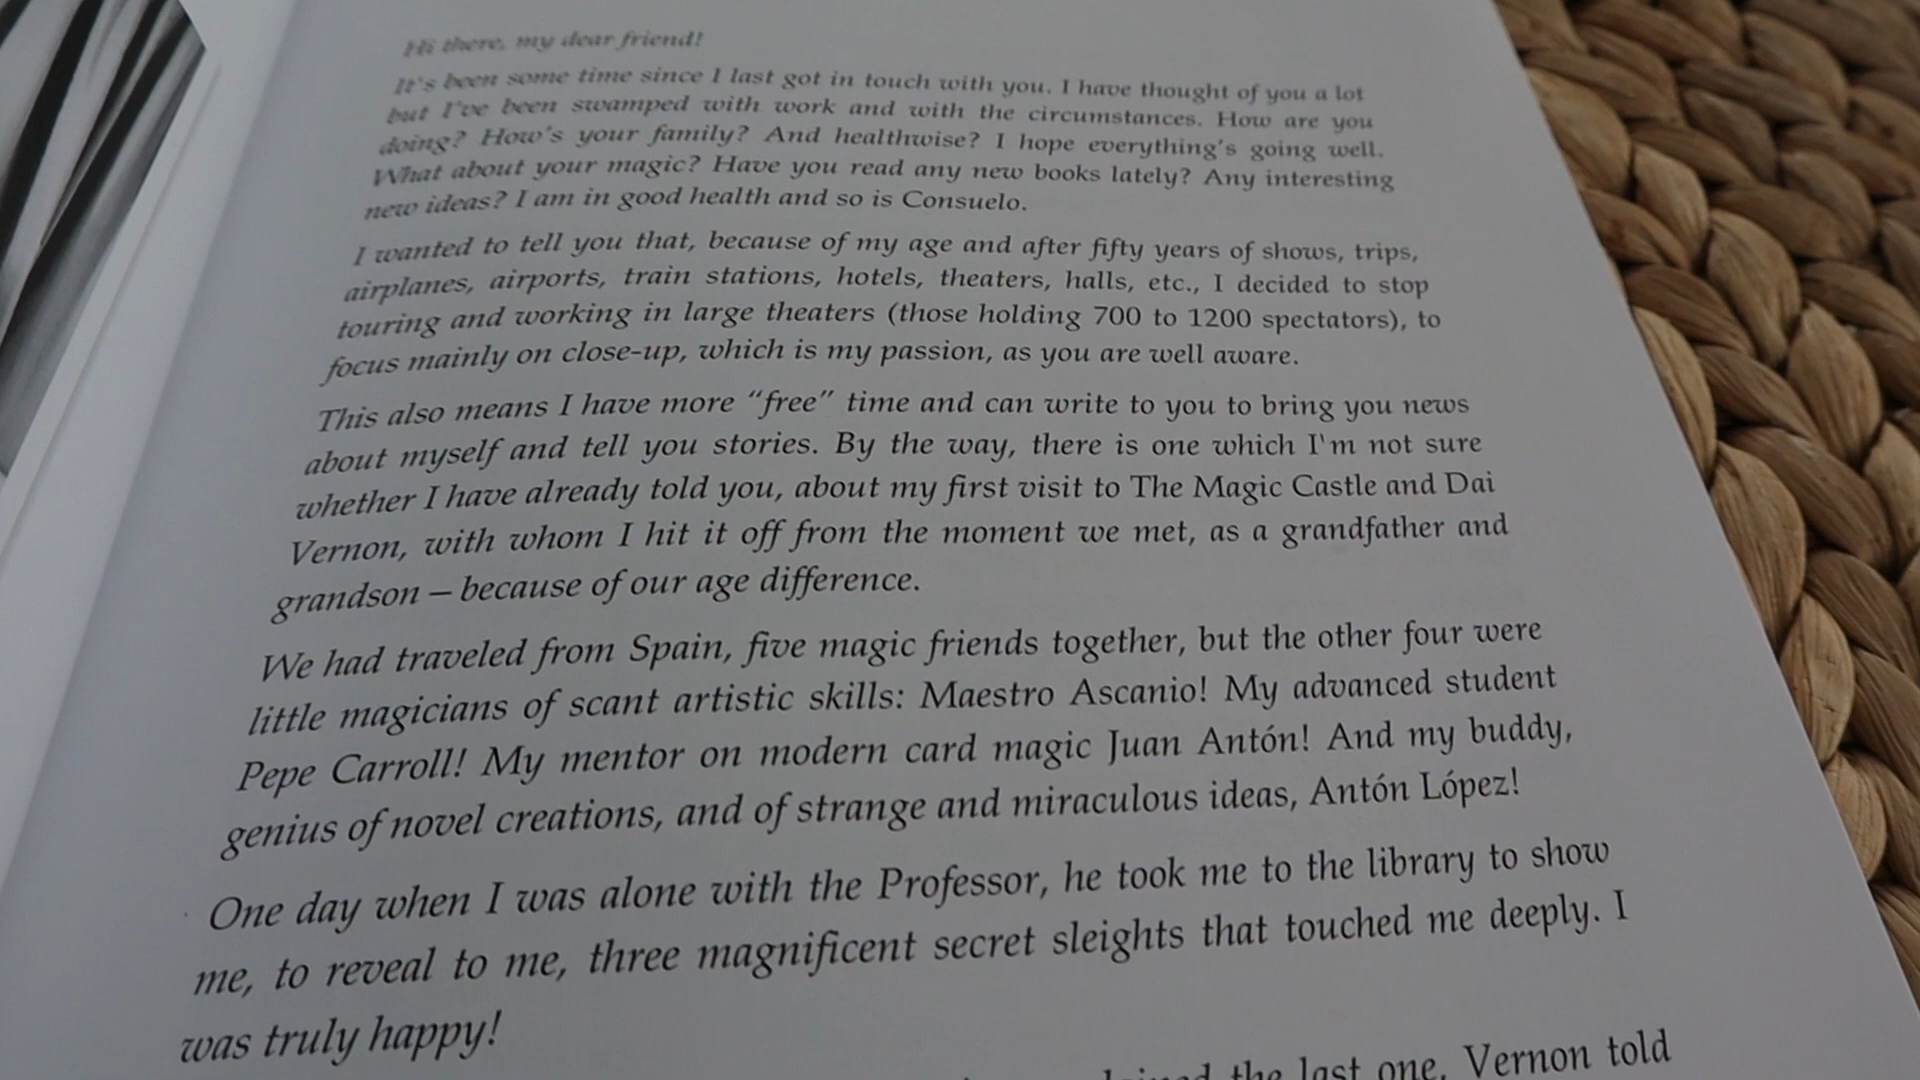 Hi there, my dear friend!
It's been some time since I last got in touch with you. I have thought of you a lot
but I've been swamped with work and with the circumstances. How are you
doing? How's your family? And healthwise? I hope everything's going well.
What about your magic? Have you read any new books lately? Any interesting
new ideas? I am in good health and so is Consuelo.
I wanted to tell you that, because of my age and after fifty years of shows, trips,
airplanes, airports, train stations, hotels, theaters, halls, etc., I decided to stop
touring and working in large theaters (those holding 700 to 1200 spectators), to
focus mainly on close-up, which is my passion, as you are well aware.
This also means I have more “free” time and can write to you to bring you news
about myself and tell you stories. By the way, there is one which I'm not sure
whether I have already told you, about my first visit to The Magic Castle and Dai
Vernon, with whom I hit it off from the moment we met, as a grandfather and
grandson – because of our age difference.
We had traveled from Spain, five magic friends together, but the other four were
little magicians of scant artistic skills: Maestro Ascanio! My advanced student
Pepe Carroll! My mentor on modern card magic Juan Antón! And my buddy,
genius of novel creations, and of strange and miraculous ideas, Antón López!
One day when I was alone with the Professor, he took me to the library to show
me, to reveal to me, three magnificent secret sleights that touched me deeply. I
was truly happy!
the last one, Vernon told